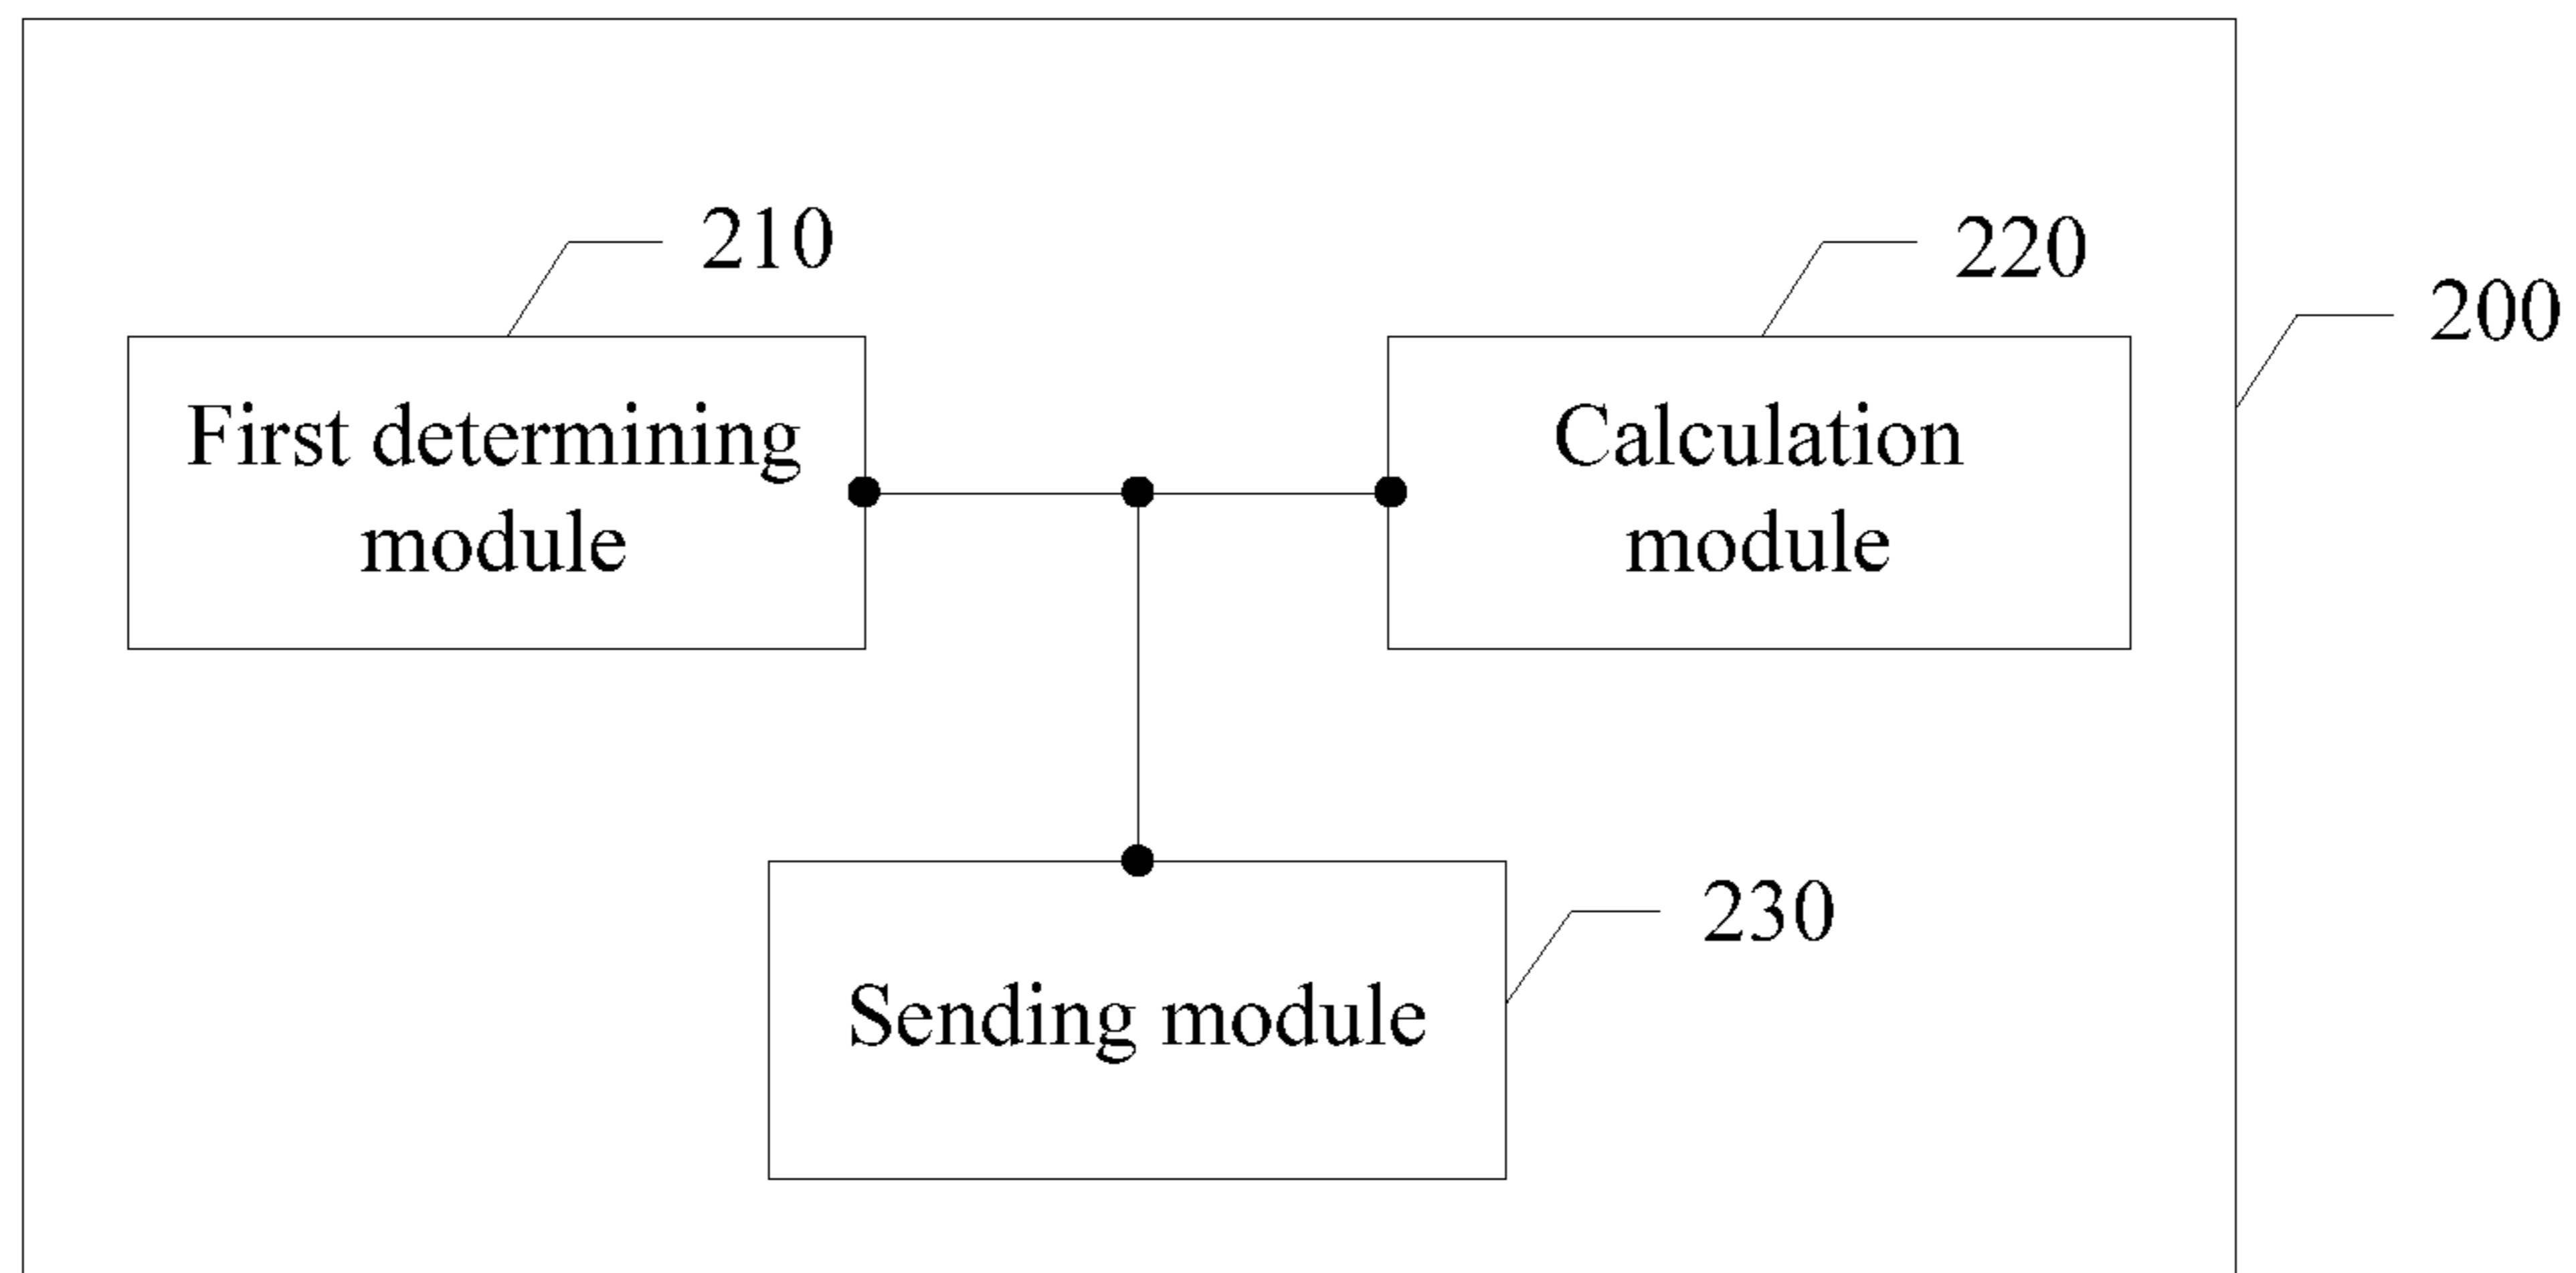 210
220
200
First determining
module
Calculation
module
230
Sending module